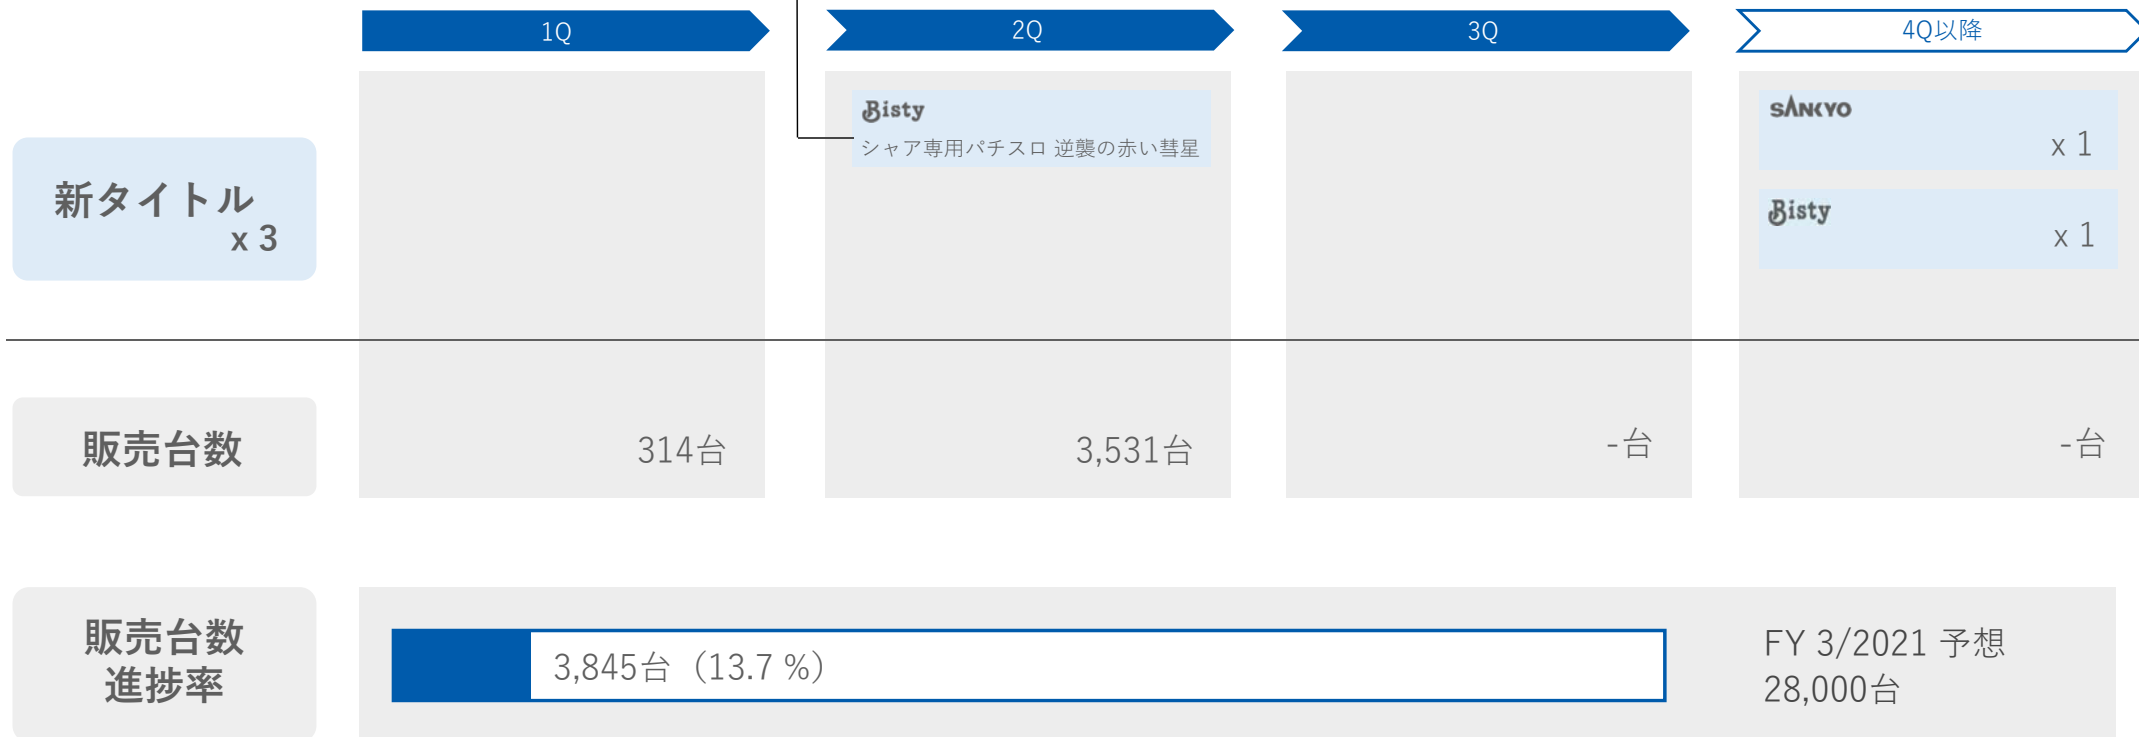 1Q
2Q
3Q
4Q以降
新タイトル
x 3
Bisty
シャア専用パチスロ 逆襲の赤い彗星
SANKYO
x 1
Bisty
x 1
販売台数
314台
3,531台
-台
-台
販売台数
進捗率
3,845台（13.7 %）
FY 3/2021 予想
28,000台